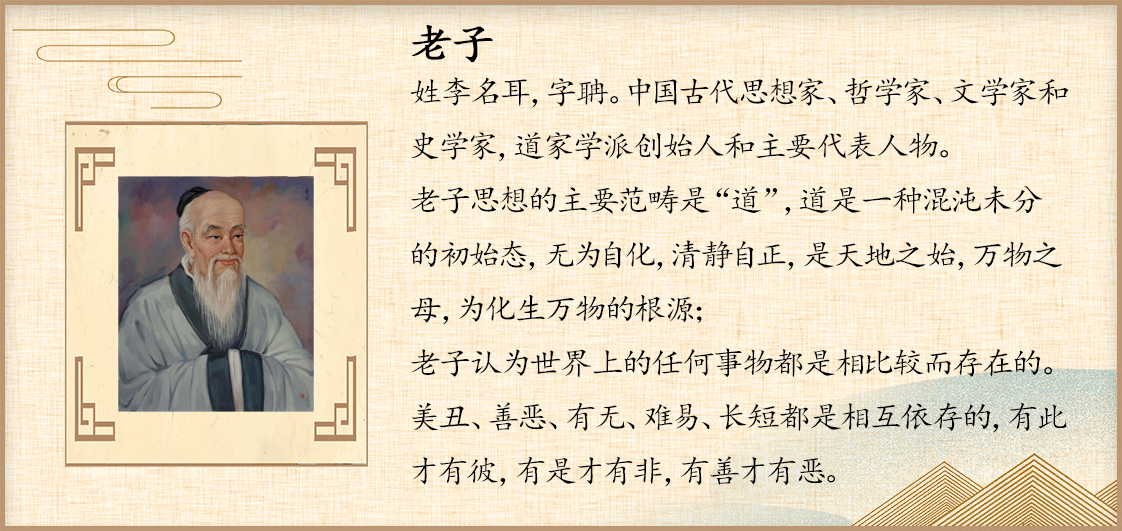 老子
姓李名耳，字聃。中国古代思想家、哲学家、文学家和
史学家，道家学派创始人和主要代表人物。
老子思想的主要范畴是“道”，道是一种混沌未分
的初始态，无为自化，清静自正，是天地之始，万物之
母，为化生万物的根源；
老子认为世界上的任何事物都是相比较而存在的。
美丑、善恶、有无、难易、长短都是相互依存的，有此
才有彼，有是才有非，有善才有恶。